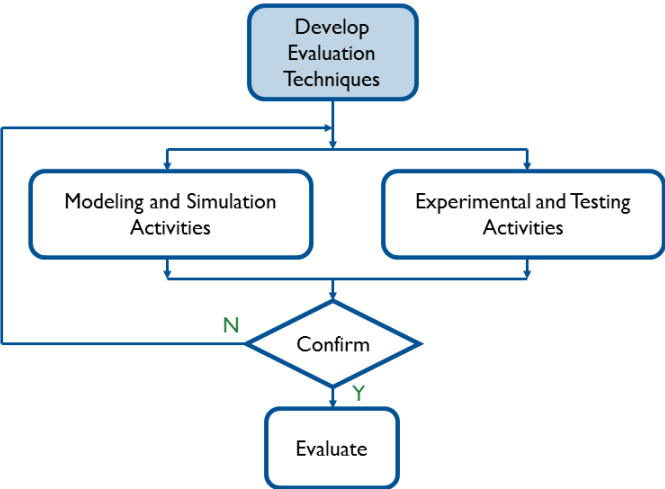 Develop
Evaluation
Techniques
Modeling and Simulation
Activities
Experimental and Testing
Activities
N
Confirm
Y
Evaluate